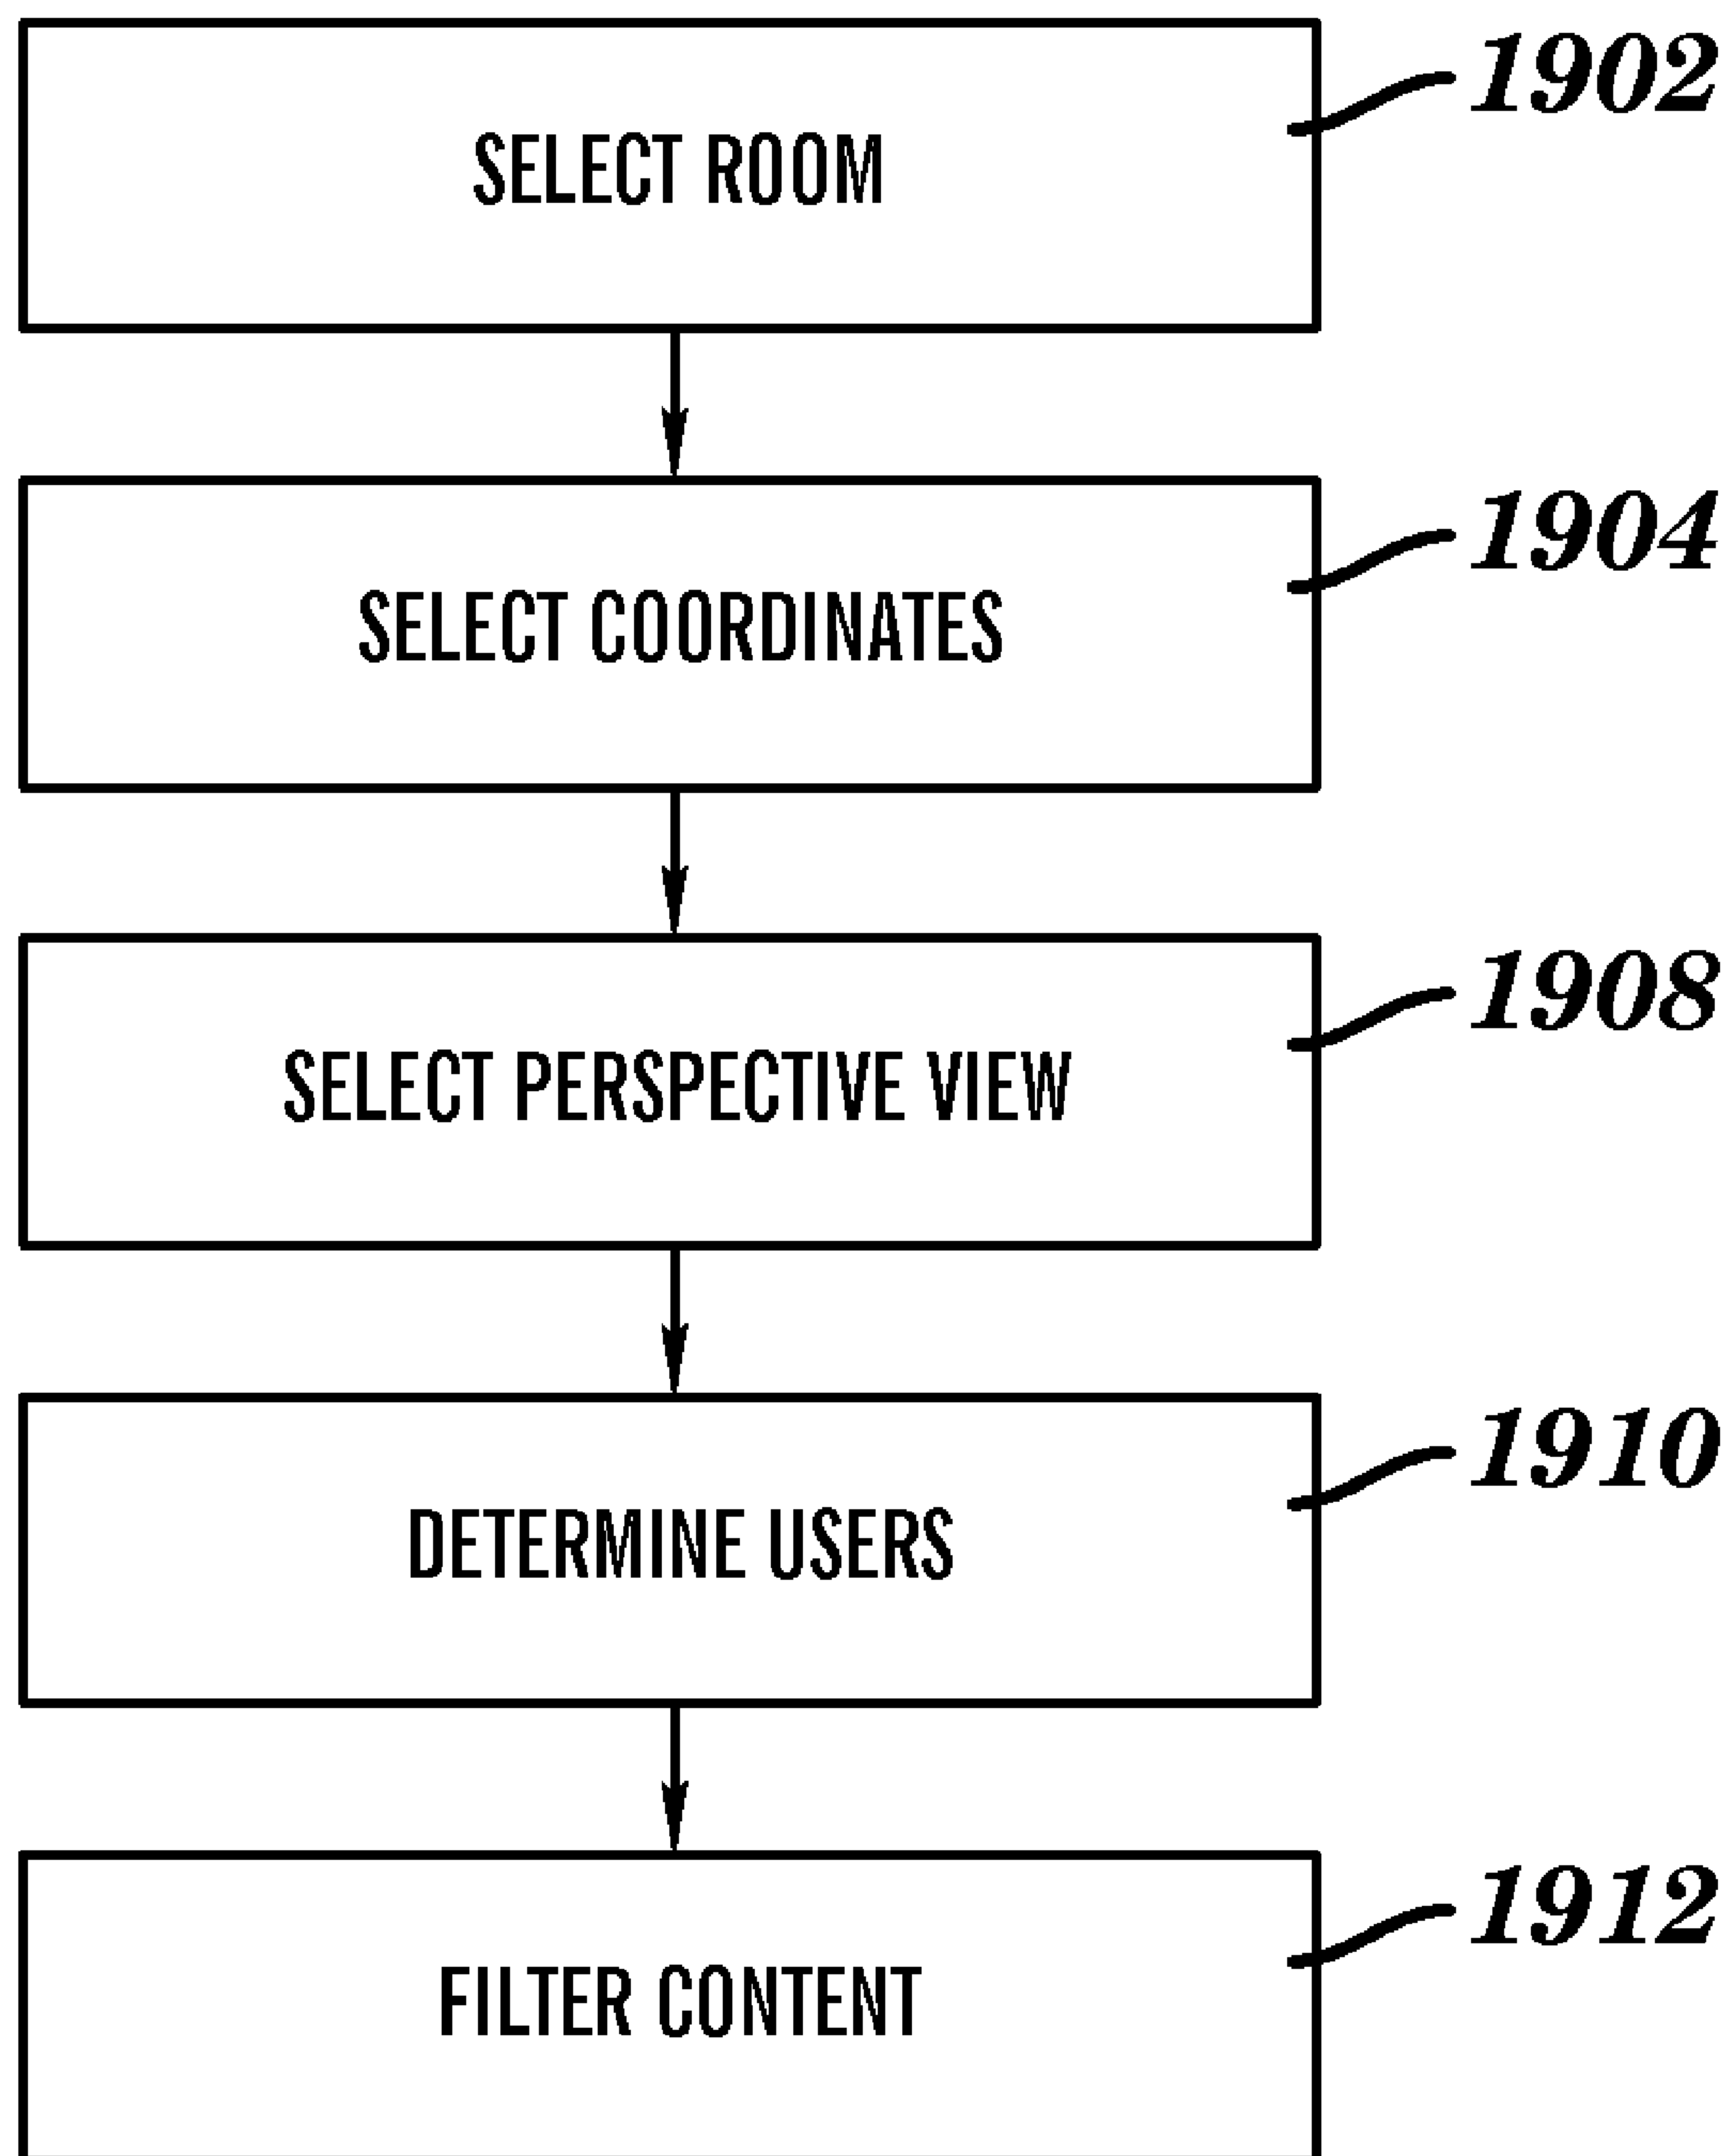 SELECT ROOM
1902
SELECT COORDINATES
1904
SELECT PERSPECTIVE VIEW
1908
DETERMINE USERS
1910
FILTER CONTENT
1912